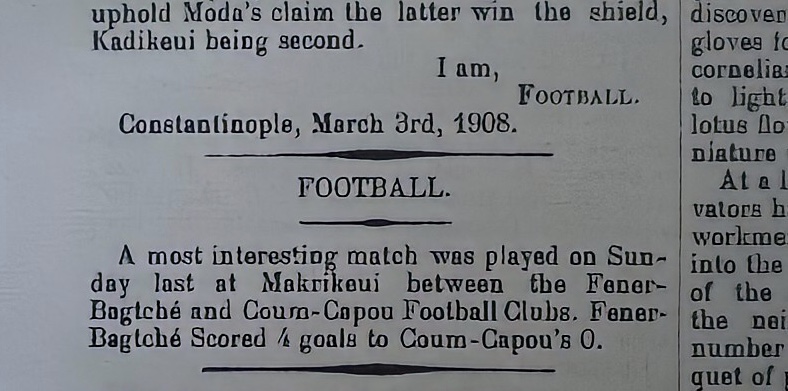 uphold Moda's claim the latter win the shield,
Kadikeui being second.
I am,
FOOTBALL.
Constantinople, March 3rd, 1908.
FOOTBALL.
A most interesting match was played on Sun-
day last at Makrikeui between the Fener-
Bagtché and Coum-Capou Football Clubs. Fener-
Bagtché Scored 4 goals to Coum-Capou's 0.
discover
gloves
cornelia
to light
lotus
niature
At a
vators
workme
into the
of the
the nei
number
quet of